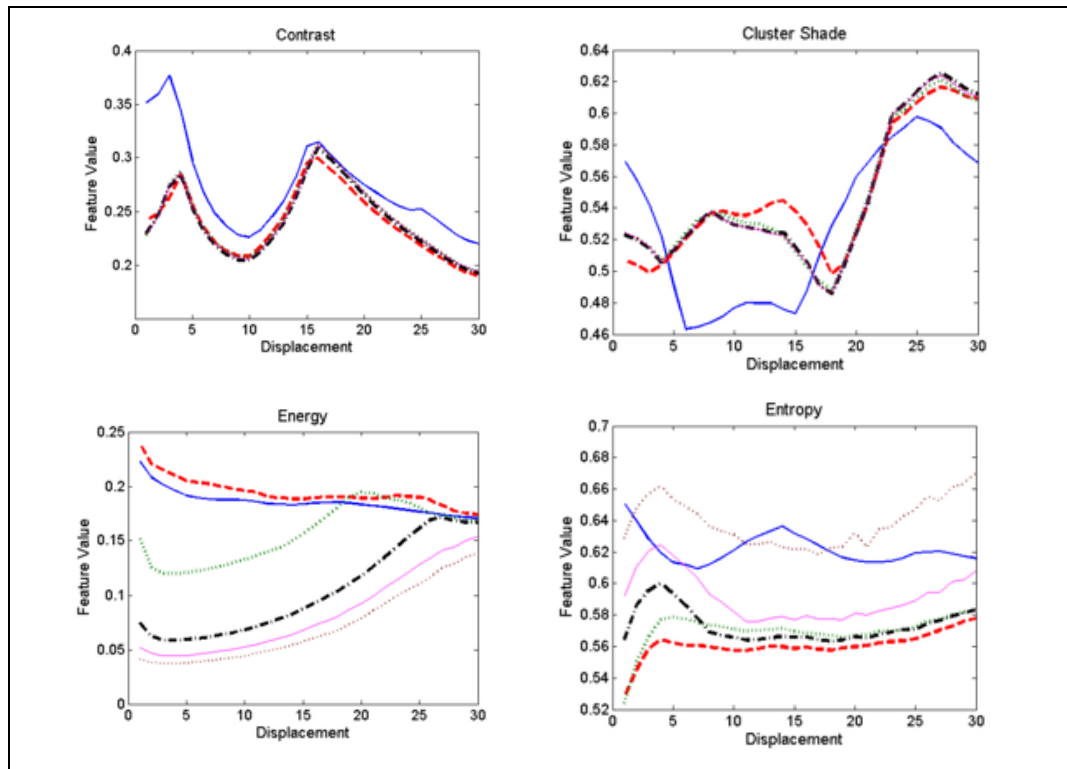 Contrast
0.4
0.35
0.3
0.25
0.2
Feature Value
0 5 10 15 20 25 30
Displacement
Cluster Shade
0.64
0.62
0.6
0.58
0.56
0.54
0.52
0.5
0.48
0.46
Feature Value
0 5 10 15 20 25 30
Displacement
Energy
0.25
0.2
0.15
0.1
0.05
0
Feature Value
0 5 10 15 20 25 30
Displacement
Entropy
0.7
0.68
0.66
0.64
0.62
0.6
0.58
0.56
0.54
0.52
Feature Value
0 5 10 15 20 25 30
Displacement